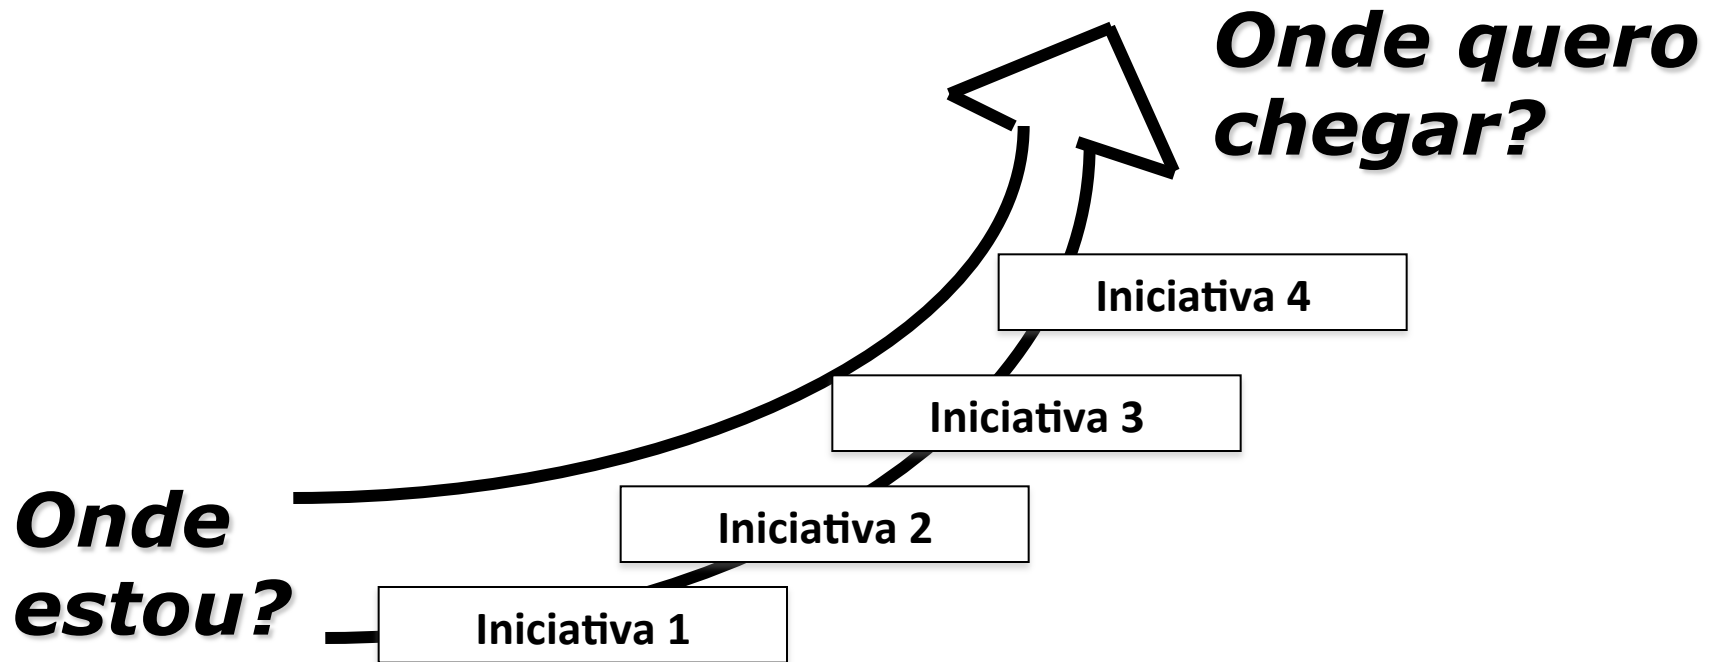 Onde quero
chegar?
Iniciativa 4
Iniciativa 3
Iniciativa 2
Iniciativa 1
Onde
estou?